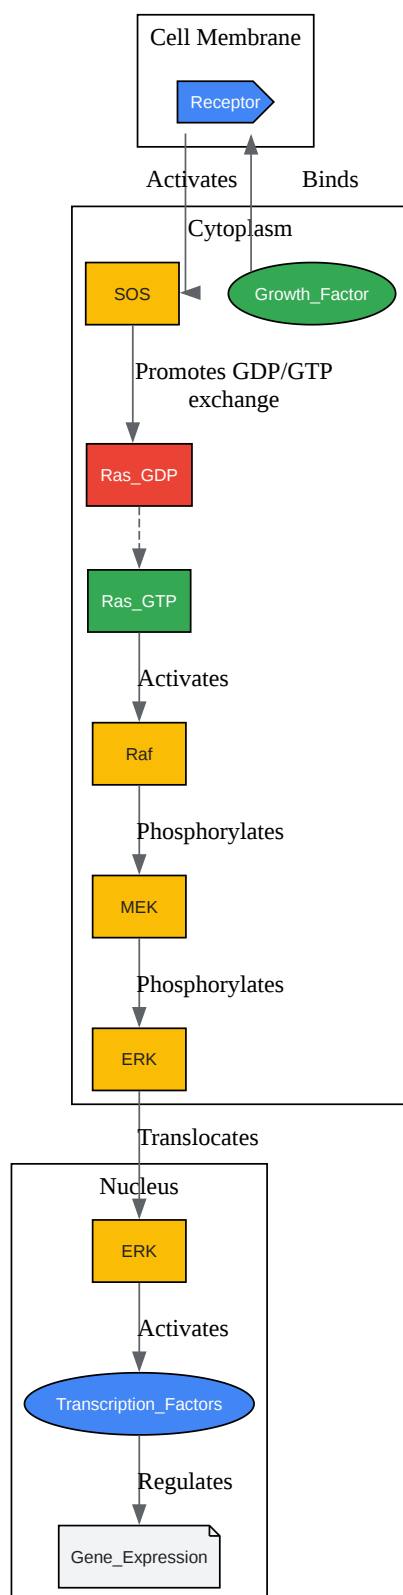 Cell Membrane
Receptor
Activates
Binds
Cytoplasm
SOS
Growth_Factor
Promotes GDP/GTP
exchange
Ras_GDP
Ras_GTP
Activates
Raf
Phosphorylates
MEK
Phosphorylates
ERK
Translocates
Nucleus
ERK
Activates
Transcription_Factors
Regulates
Gene_Expression